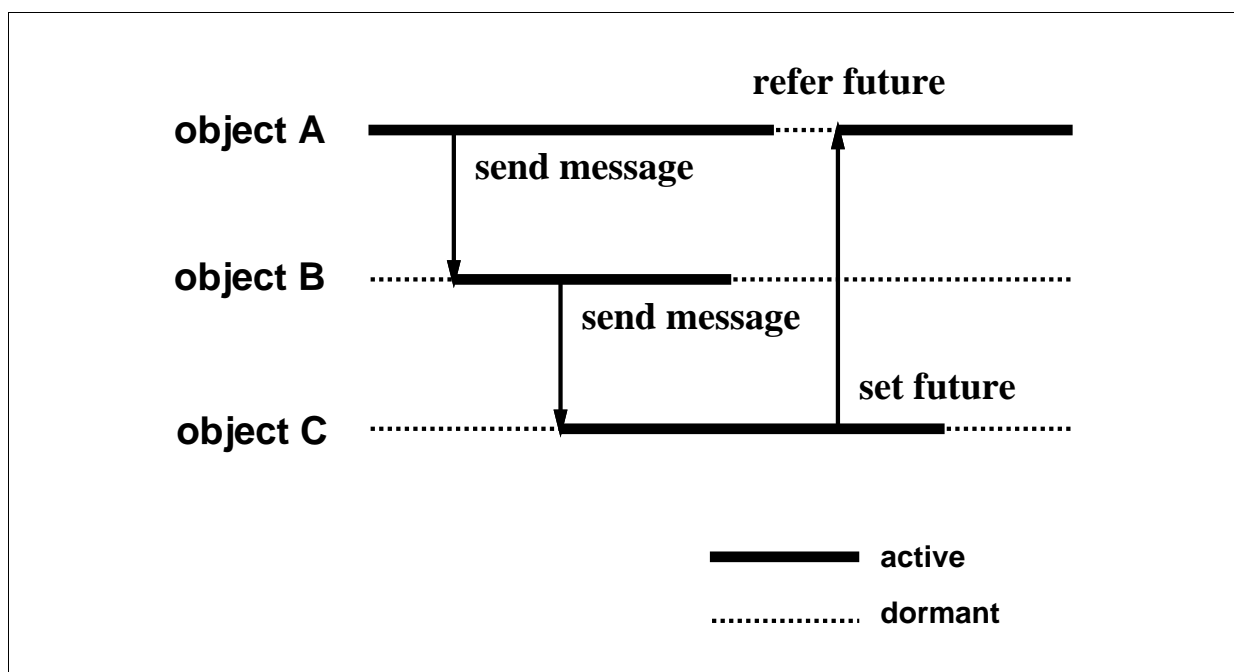 refer future
object A
send message
object B
send message
set future
object C
active
dormant